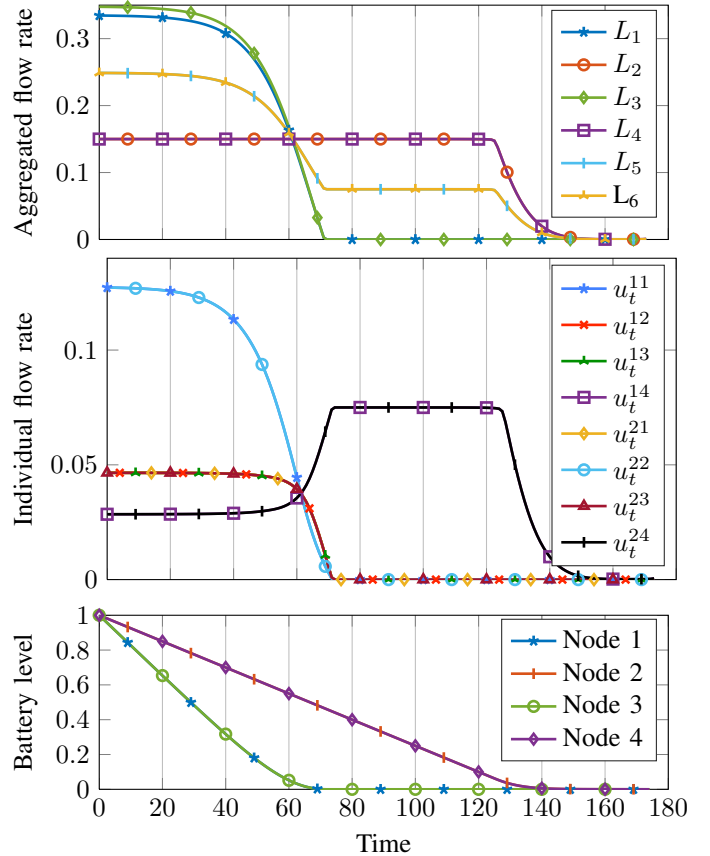 0.3
0.2
0.1
0
Aggregated flow rate
L₁
L₂
L₃
L₄
L₅
L₆
0.1
0.05
0
Individual flow rate
u_t^{11}
u_t^{12}
u_t^{13}
u_t^{14}
u_t^{21}
u_t^{22}
u_t^{23}
u_t^{24}
1
0.8
0.6
0.4
0.2
0
Battery level
Node 1
Node 2
Node 3
Node 4
0 20 40 60 80 100 120 140 160 180
Time